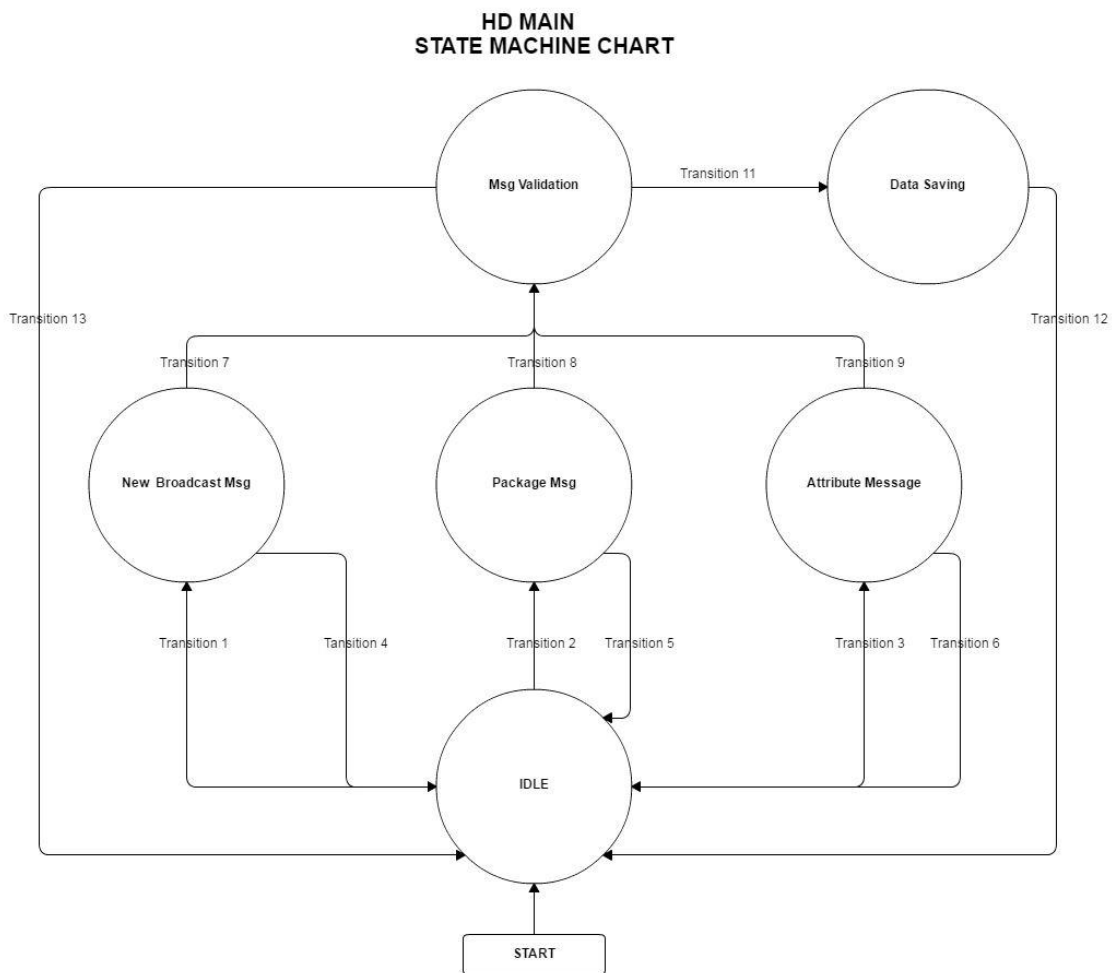 HD MAIN
STATE MACHINE CHART
Msg Validation
Transition 11
Data Saving
Transition 13
Transition 12
Transition 7
Transition 8
Transition 9
New Broadcast Msg
Package Msg
Attribute Message
Transition 1
Tansition 4
Transition 2
Transition 5
Transition 3
Transition 6
IDLE
START